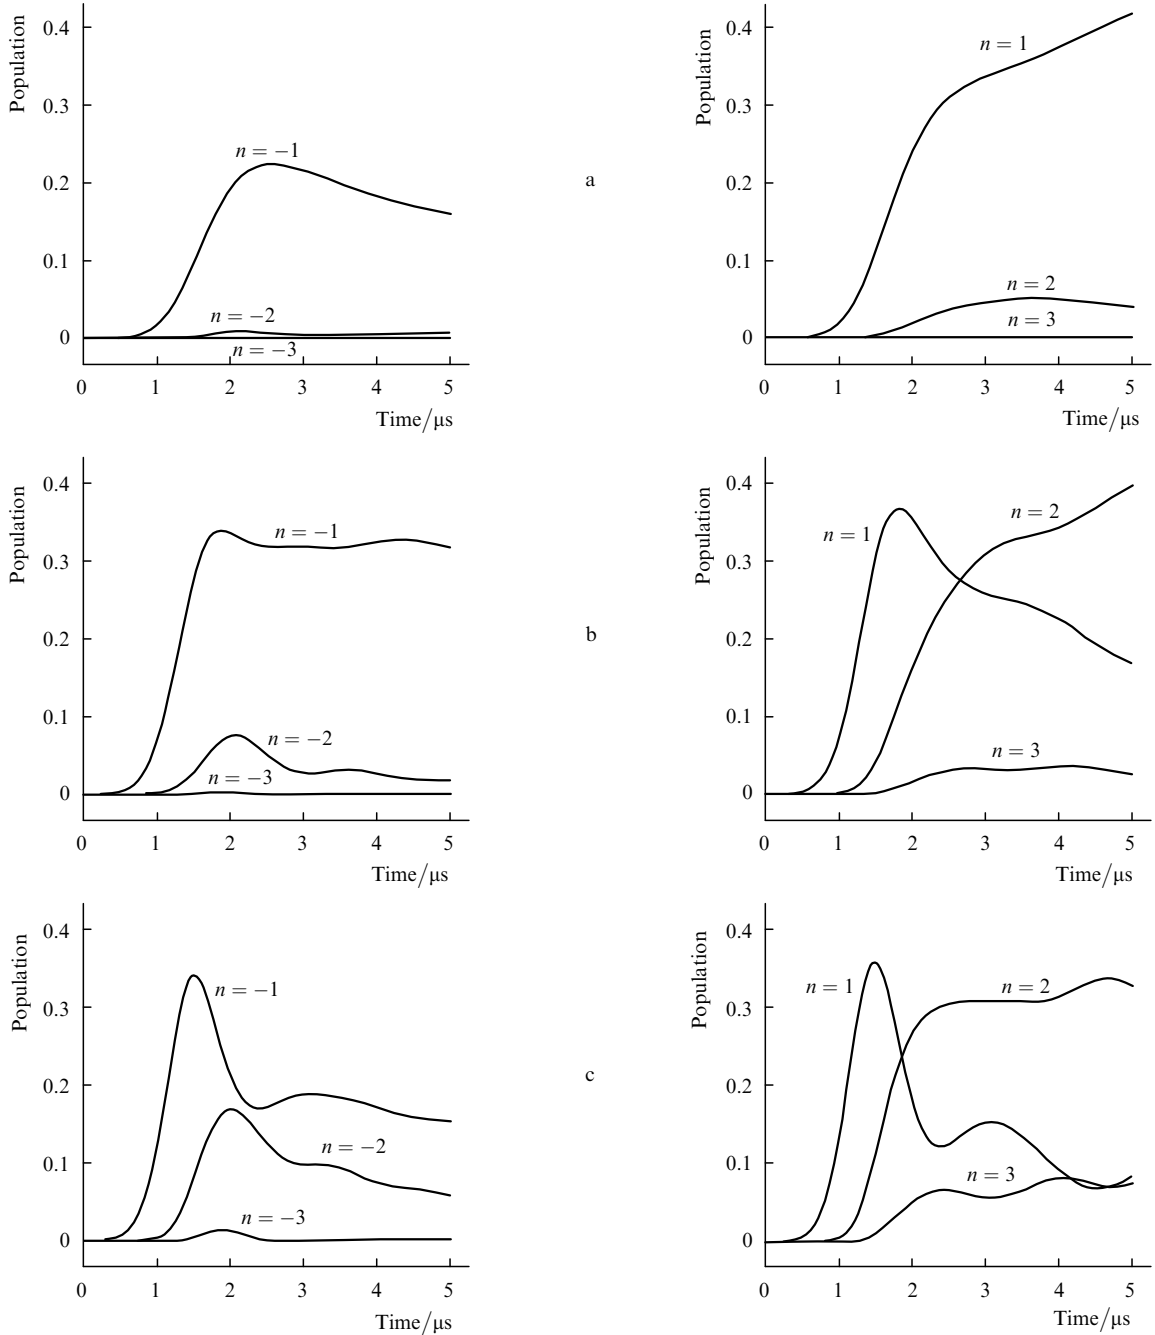 Population
0.4
0.3
0.2
0.1
0
n = −1
n = −2
n = −3
0 1 2 3 4 5
Time/μs
a
Population
0.4
0.3
0.2
0.1
0
n = 1
n = 2
n = 3
0 1 2 3 4 5
Time/μs
Population
0.4
0.3
0.2
0.1
0
n = −1
n = −2
n = −3
0 1 2 3 4 5
Time/μs
b
Population
0.4
0.3
0.2
0.1
0
n = 1
n = 2
n = 3
0 1 2 3 4 5
Time/μs
Population
0.4
0.3
0.2
0.1
0
n = −1
n = −2
n = −3
0 1 2 3 4 5
Time/μs
c
Population
0.4
0.3
0.2
0.1
0
n = 1
n = 2
n = 3
0 1 2 3 4 5
Time/μs